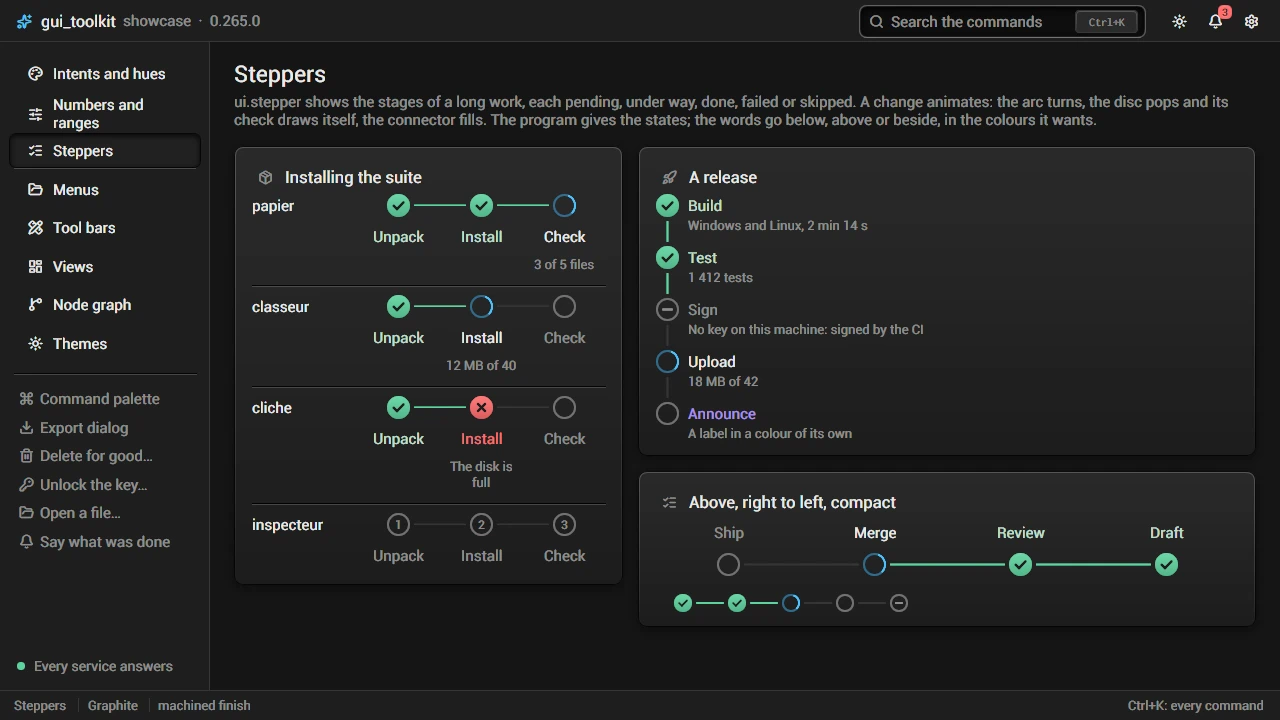 gui_toolkit showcase · 0.265.0
Search the commands
Ctrl+K
3
Intents and hues
Numbers and
ranges
Steppers
Menus
Tool bars
Views
Node graph
Themes
Command palette
Export dialog
Delete for good...
Unlock the key...
Open a file...
Say what was done
Every service answers
Steppers
ui.stepper shows the stages of a long work, each pending, under way, done, failed or skipped. A change animates: the arc turns, the disc pops and its
check draws itself, the connector fills. The program gives the states; the words go below, above or beside, in the colours it wants.
Installing the suite
papier
Unpack Install Check
3 of 5 files
classeur
Unpack Install Check
12 MB of 40
cliche
Unpack Install Check
The disk is
full
inspecteur
1 2 3
Unpack Install Check
A release
Build
Windows and Linux, 2 min 14 s
Test
1 412 tests
Sign
No key on this machine: signed by the CI
Upload
18 MB of 42
Announce
A label in a colour of its own
Above, right to left, compact
Ship Merge Review Draft
Steppers Graphite machined finish
Ctrl+K: every command